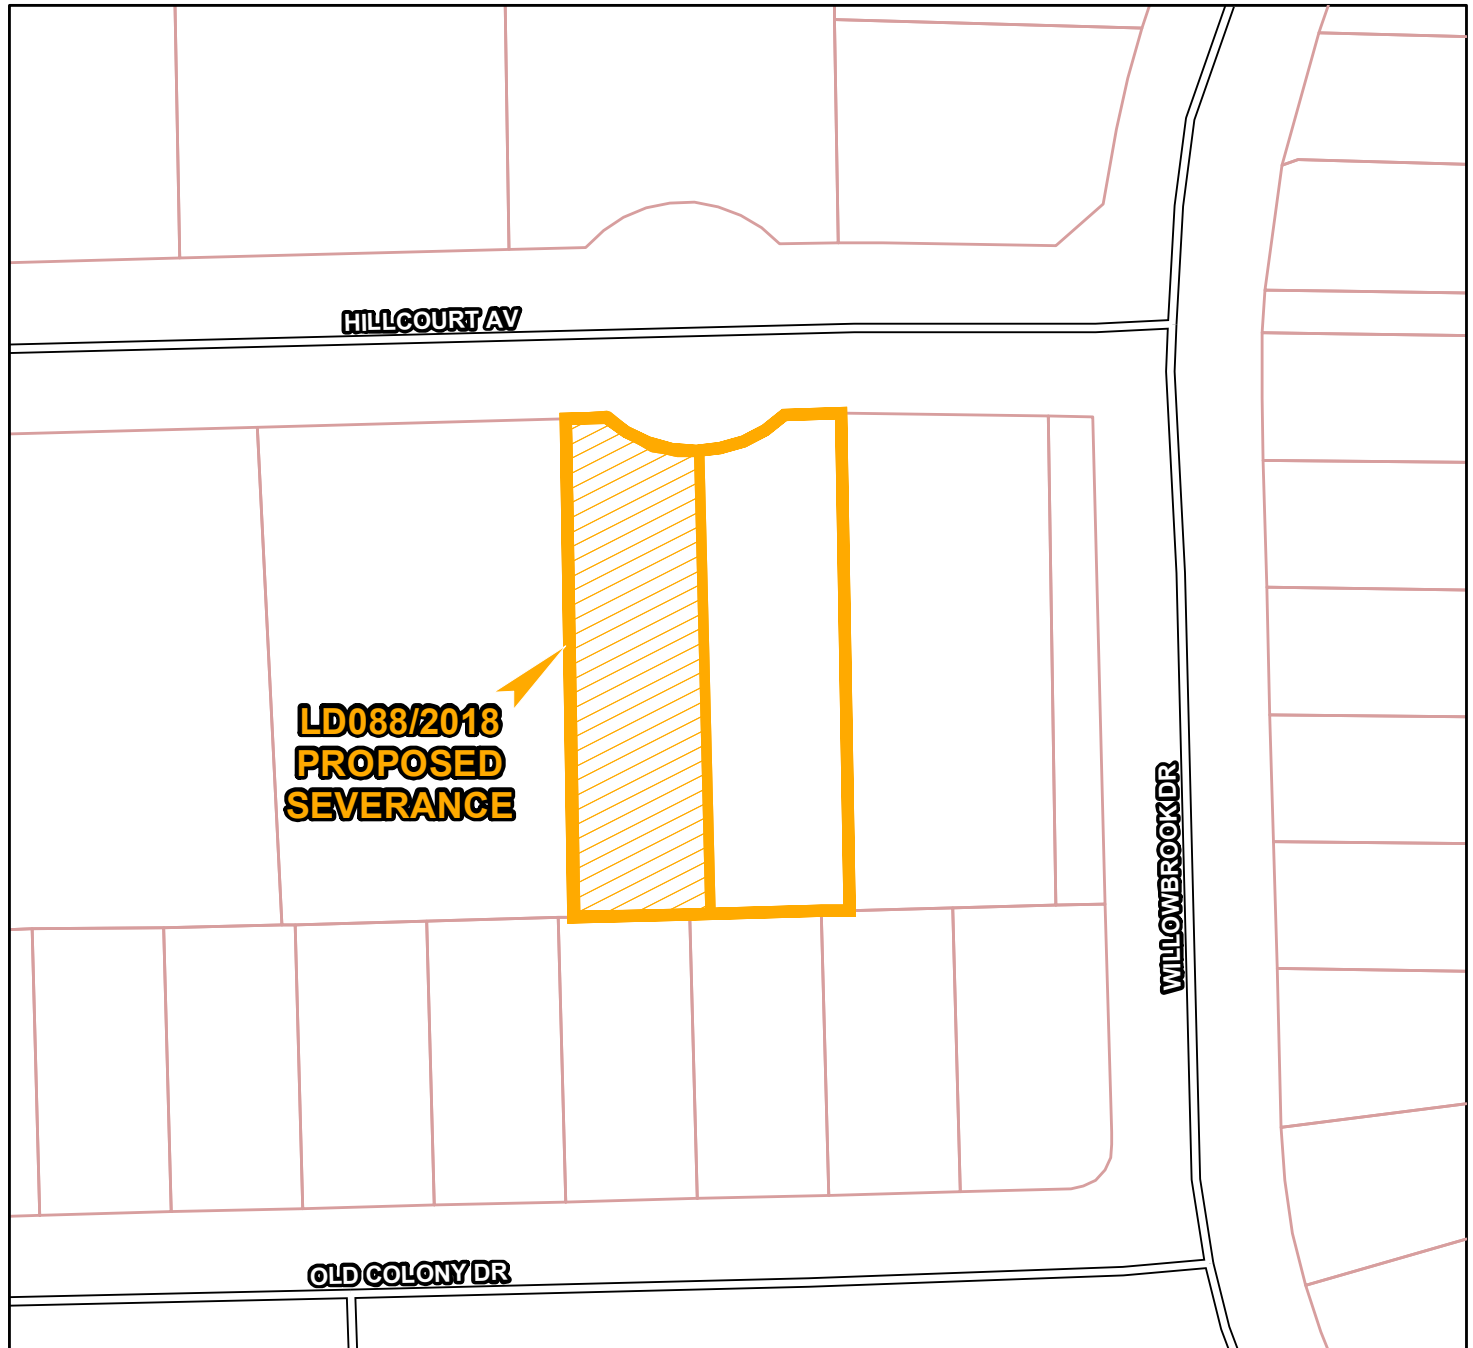 HILLCOURT AV
LD088/2018
PROPOSED
SEVERANCE
WILLOWBROOK DR
OLD COLONY DR